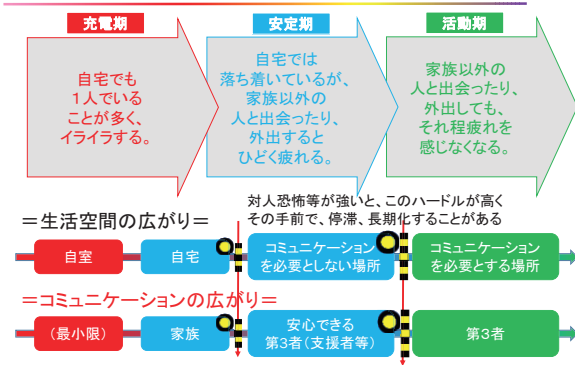 充電期
安定期
活動期
自宅でも
1人でいる
ことが多く、
イライラする。
自宅では
落ち着いているが、
家族以外の
人と出会ったり、
外出すると
ひどく疲れる。
家族以外の
人と出会ったり、
外出しても、
それ程疲れを
感じなくなる。
対人恐怖等が強いと、このハードルが高く
その手前で、停滞、長期化することがある
＝生活空間の広がり＝
自室
自宅
コミュニケーション
を必要としない場所
コミュニケーション
を必要とする場所
＝コミュニケーションの広がり＝
(最小限)
家族
安心できる
第3者(支援者等)
第3者